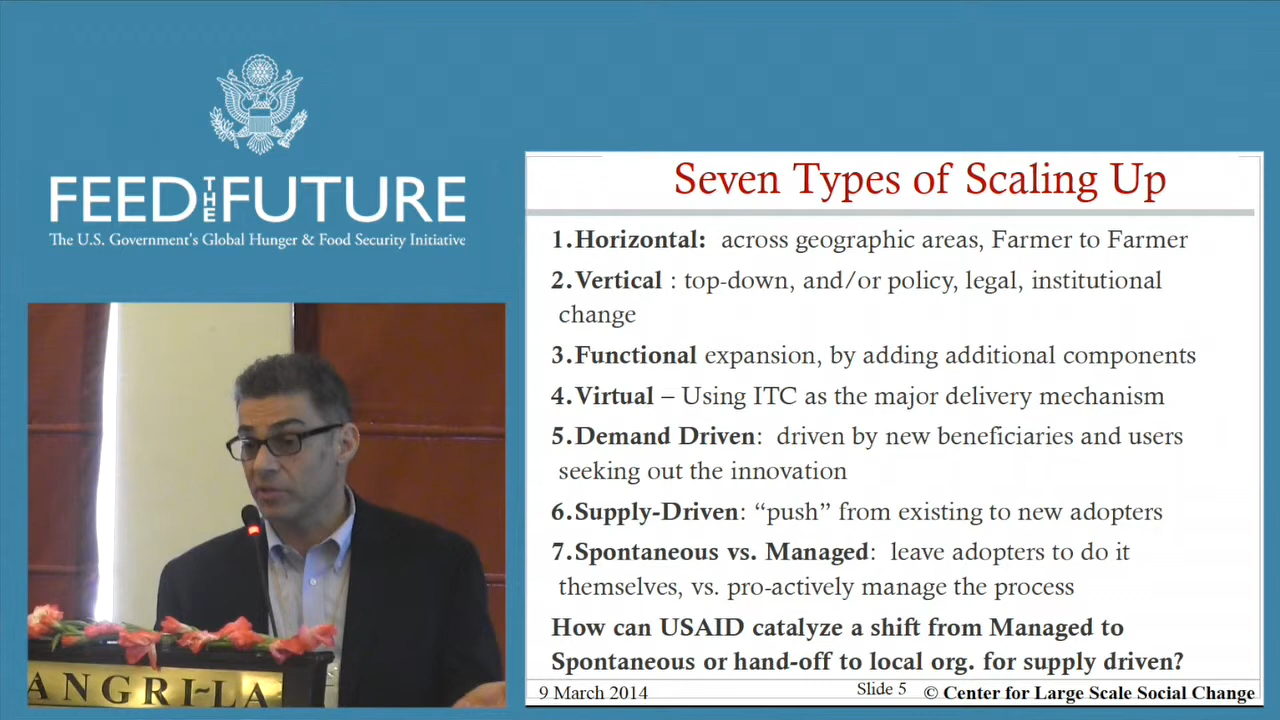 FEED THE FUTURE
The U.S. Government's Global Hunger & Food Security Initiative
ANGRI~LA
Seven Types of Scaling Up
1. Horizontal: across geographic areas, Farmer to Farmer
2. Vertical : top-down, and/or policy, legal, institutional
change
3. Functional expansion, by adding additional components
4. Virtual – Using ITC as the major delivery mechanism
5. Demand Driven: driven by new beneficiaries and users
seeking out the innovation
6. Supply-Driven: “push” from existing to new adopters
7. Spontaneous vs. Managed: leave adopters to do it
themselves, vs. pro-actively manage the process
How can USAID catalyze a shift from Managed to
Spontaneous or hand-off to local org. for supply driven?
9 March 2014 Slide 5 © Center for Large Scale Social Change